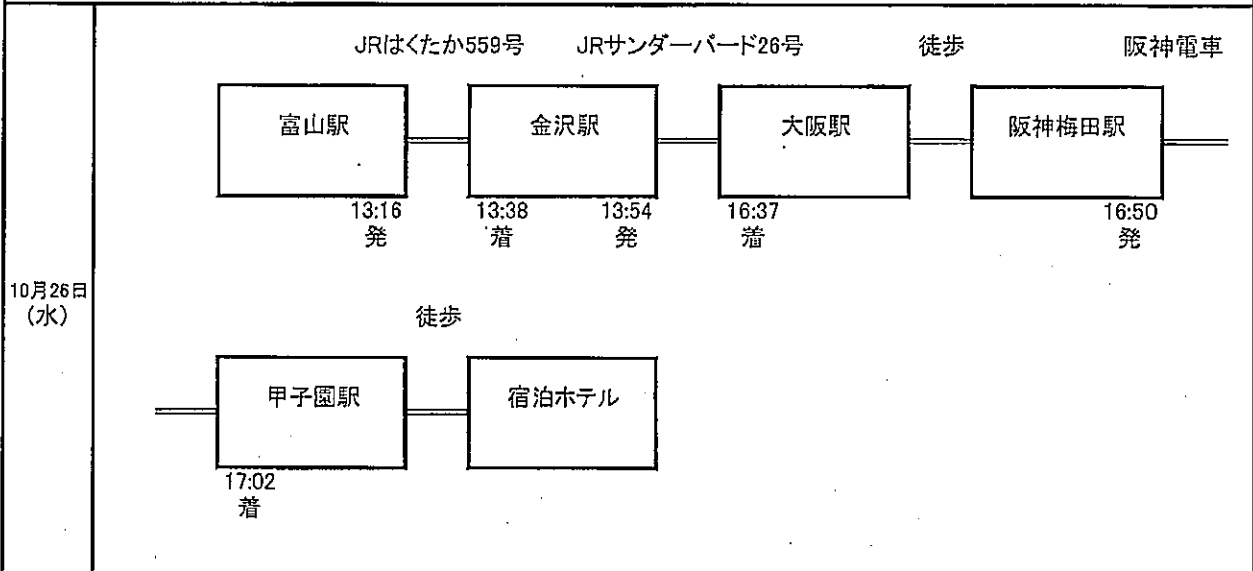 JRはくたか559号 JRサンダーバード26号 徒歩 阪神電車
富山駅 金沢駅 大阪駅 阪神梅田駅
13:16 13:38 13:54 16:37 16:50
発 着 発 着 発
10月26日
(水)
徒歩
甲子園駅 宿泊ホテル
17:02
着